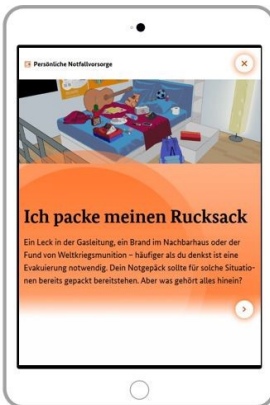 Persönliche Notfallvorsorge
Ich packe meinen Rucksack
Ein Leck in der Gasleitung, ein Brand im Nachbarhaus oder der
Fund von Weltkriegsmunition – häufiger als du denkst ist eine
Evakuierung notwendig. Dein Notgepäck sollte für solche Situatio-
nen bereits gepackt bereitstehen. Aber was gehört alles hinein?